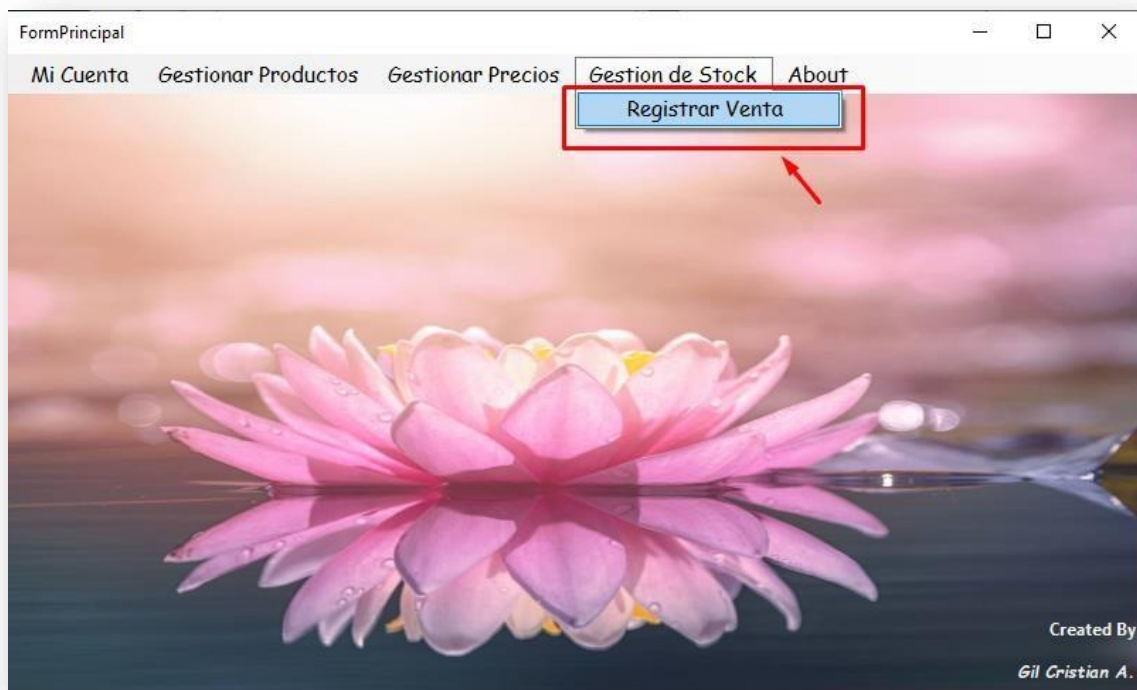 FormPrincipal
Mi Cuenta Gestionar Productos Gestionar Precios Gestion de Stock About
Registrar Venta
Created By
Gil Cristian A.